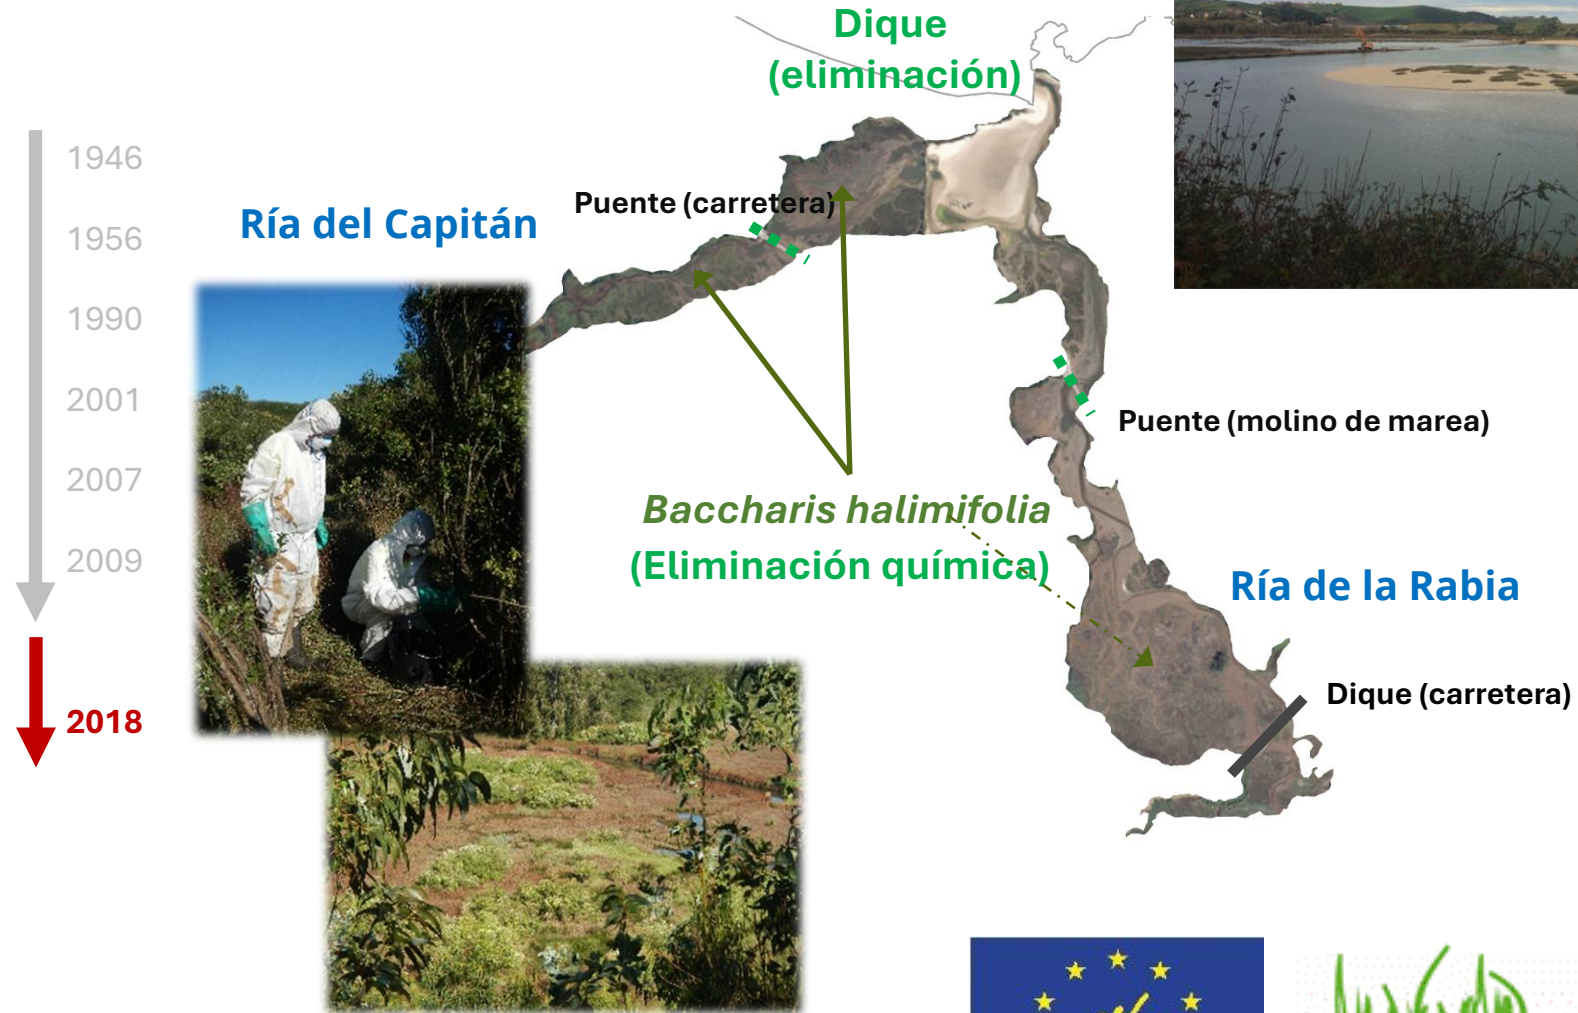 Dique
(eliminación)
1946
1956
1990
2001
2007
2009
2018
Ría del Capitán
Puente (carretera)
Puente (molino de marea)
Baccharis halimifolia
(Eliminación química)
Ría de la Rabia
Dique (carretera)